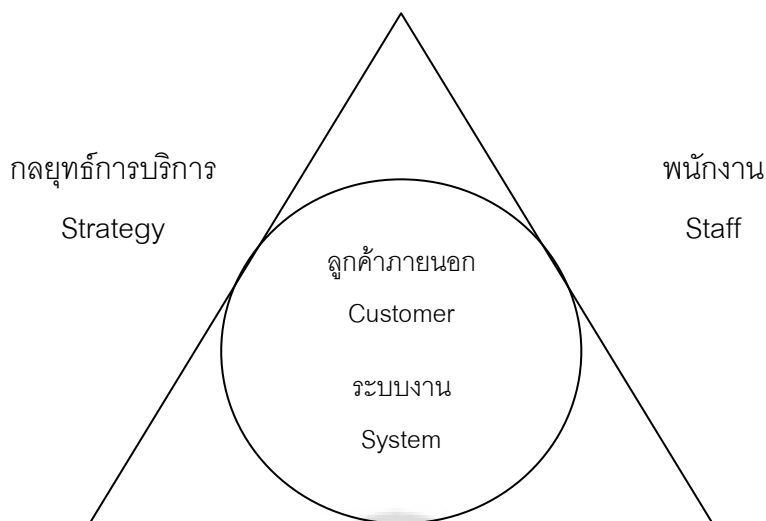 กลยุทธ์การบริการ
Strategy
พนักงาน
Staff
ลูกค้าภายนอก
Customer
ระบบงาน
System